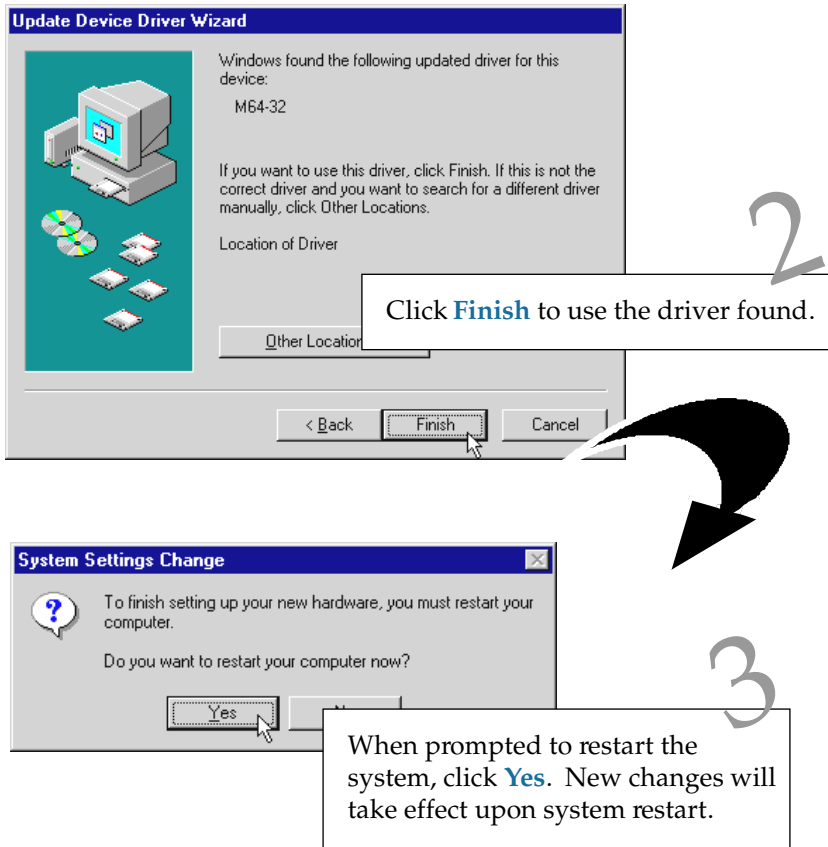 Update Device Driver Wizard
Windows found the following updated driver for this
device:
M64-32
If you want to use this driver, click Finish. If this is not the
correct driver and you want to search for a different driver
manually, click Other Locations.
Location of Driver
2
Click Finish to use the driver found.
Other
< Back Finish Cancel
System Settings Change
To finish setting up your new hardware, you must restart your
computer.
Do you want to restart your computer now?
Yes
3
When prompted to restart the
system, click Yes. New changes will
take effect upon system restart.